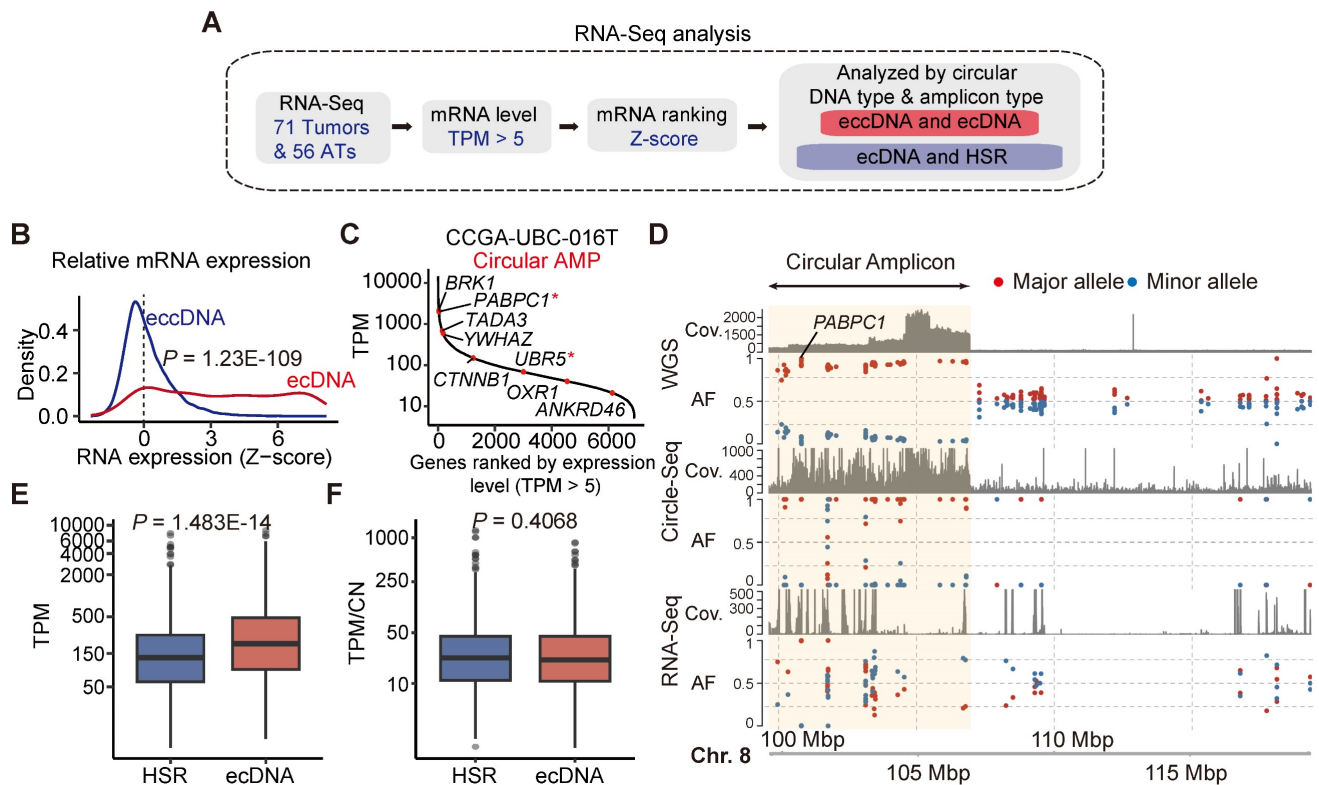 A
RNA-Seq analysis
RNA-Seq
71 Tumors
& 56 ATs
mRNA level
TPM > 5
mRNA ranking
Z-score
Analyzed by circular
DNA type & amplicon type
eccDNA and ecDNA
ecDNA and HSR
B
Relative mRNA expression
Density
0.4
0.2
0.0
eccDNA
P = 1.23E-109
ecDNA
0 3 6
RNA expression (Z−score)
C
CCGA-UBC-016T
Circular AMP
TPM
10000
1000
100
10
BRK1
PABPC1*
TADA3
YWHAZ
UBR5*
CTNNB1
OXR1
ANKRD46
0 2000 4000 6000
Genes ranked by expression
level (TPM > 5)
D
Circular Amplicon
Major allele Minor allele
WGS
Cov.
2000
1500
0
PABPC1
AF
1
0.5
0
Circle-Seq
Cov.
1000
400
0
AF
1
0.5
0
RNA-Seq
Cov.
500
300
0
AF
1
0.5
0
Chr. 8
100 Mbp
105 Mbp
110 Mbp
115 Mbp
E
P = 1.483E-14
TPM
10000
6000
4000
2000
500
150
50
HSR ecDNA
F
P = 0.4068
TPM/CN
1000
250
50
10
HSR ecDNA